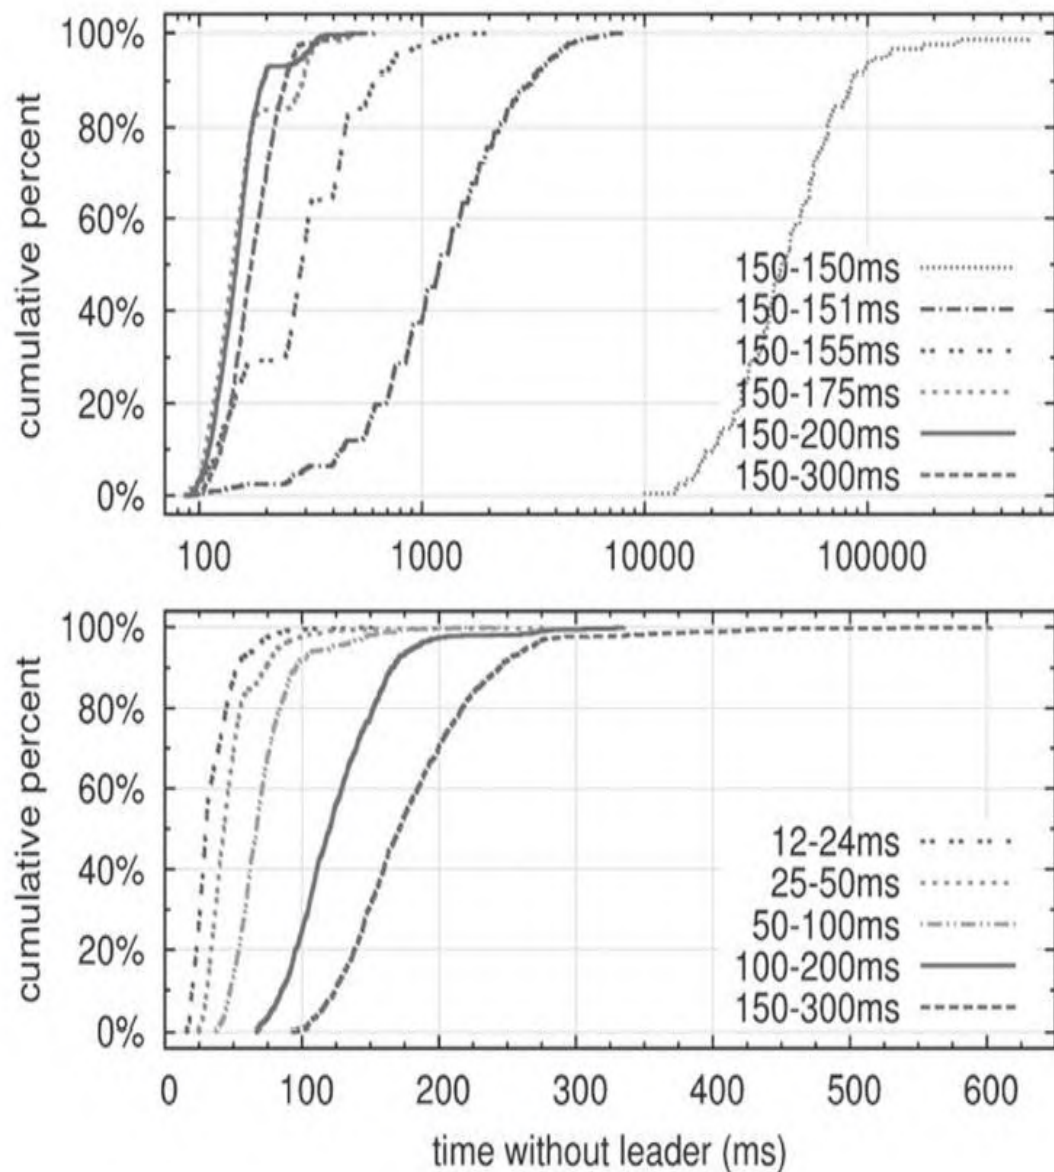 100%
80%
60%
40%
20%
0%
cumulative percent
150-150ms
150-151ms
150-155ms
150-175ms
150-200ms
150-300ms
100 1000 10000 100000
100%
80%
60%
40%
20%
0%
cumulative percent
12-24ms
25-50ms
50-100ms
100-200ms
150-300ms
0 100 200 300 400 500 600
time without leader (ms)